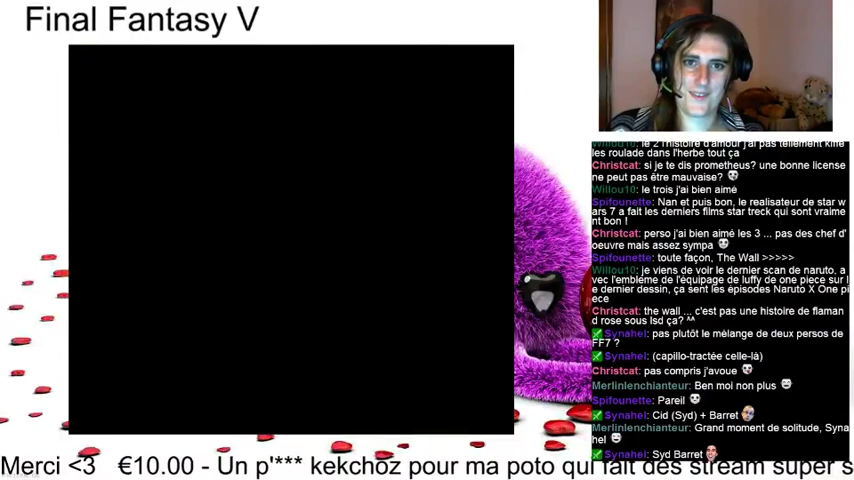 Final Fantasy V
Willou10: le 2 l'histoire d'amour j'ai pas tellement kiffé
les roulade dans l'herbe tout ça
Christcat: si je te dis prometheus? une bonne license
ne peut pas être mauvaise?
Willou10: le trois j'ai bien aimé
Spifounette: Nan et puis bon, le realisateur de star w
ars 7 a fait les derniers films star treck qui sont vraime
nt bon !
Christcat: perso j'ai bien aimé les 3 ... pas des chef d'
oeuvre mais assez sympa
Spifounette: toute façon, The Wall >>>>>
Willou10: je viens de voir le dernier scan de naruto, a
vec l'emblème de l'équipage de luffy de one piece sur l
e dernier dessin, ça sent les épisodes Naruto X One pi
ece
Christcat: the wall ... c'est pas une histoire de flaman
d rose sous lsd ça? ^^
Synahel: pas plutôt le mélange de deux persos de
FF7 ?
Synahel: (capillo-tractée celle-là)
Christcat: pas compris j'avoue
Merlinlenchianteur: Ben moi non plus
Spifounette: Pareil
Synahel: Cid (Syd) + Barret
Merlinlenchianteur: Grand moment de solitude, Syna
hel
Synahel: Syd Barret
Merci <3 €10.00 - Un p'*** kekchoz pour ma poto qui fait des stream super s